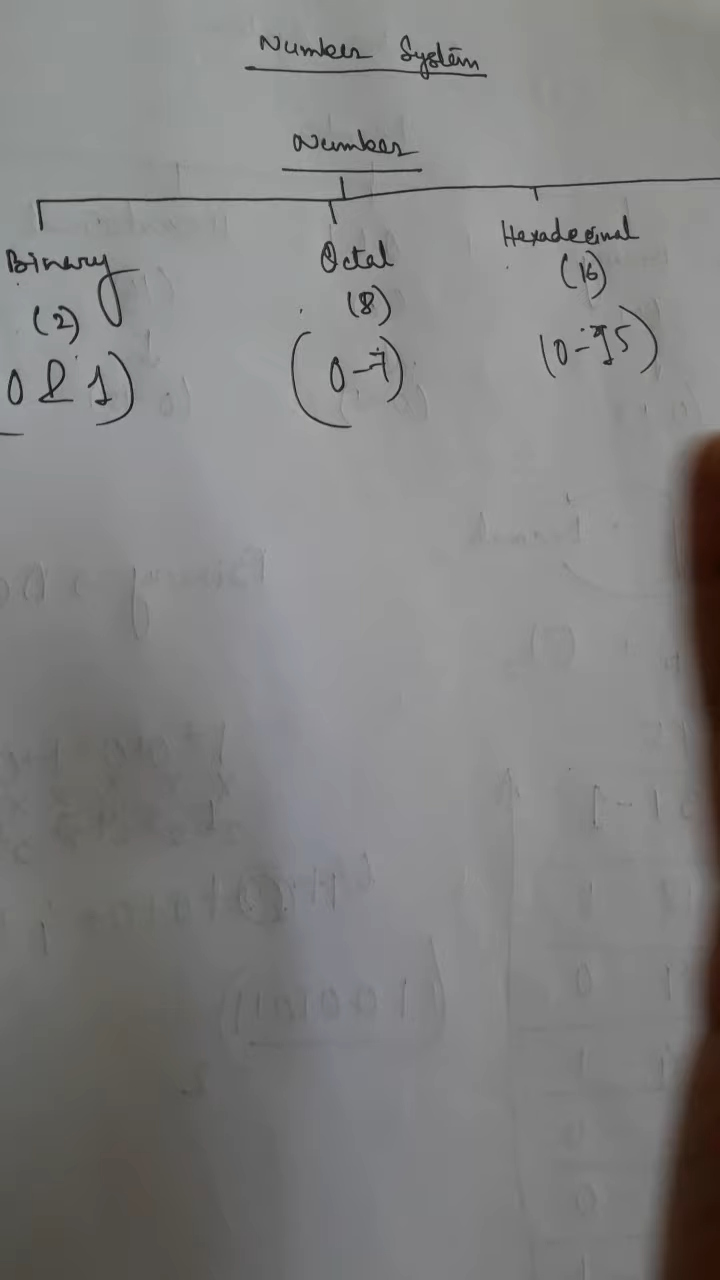 Number System
Number
Binary Octal Hexadecimal
(2) (8) (16)
0 & 1) (0-7) (0-15)